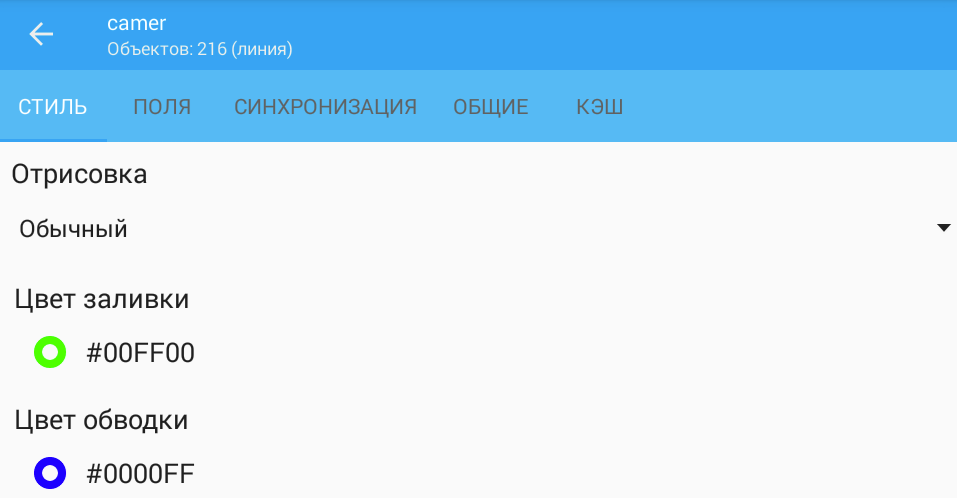 camer
Объектов: 216 (линия)
СТИЛЬ ПОЛЯ СИНХРОНИЗАЦИЯ ОБЩИЕ КЭШ
Отрисовка
Обычный
Цвет заливки
#00FF00
Цвет обводки
#0000FF